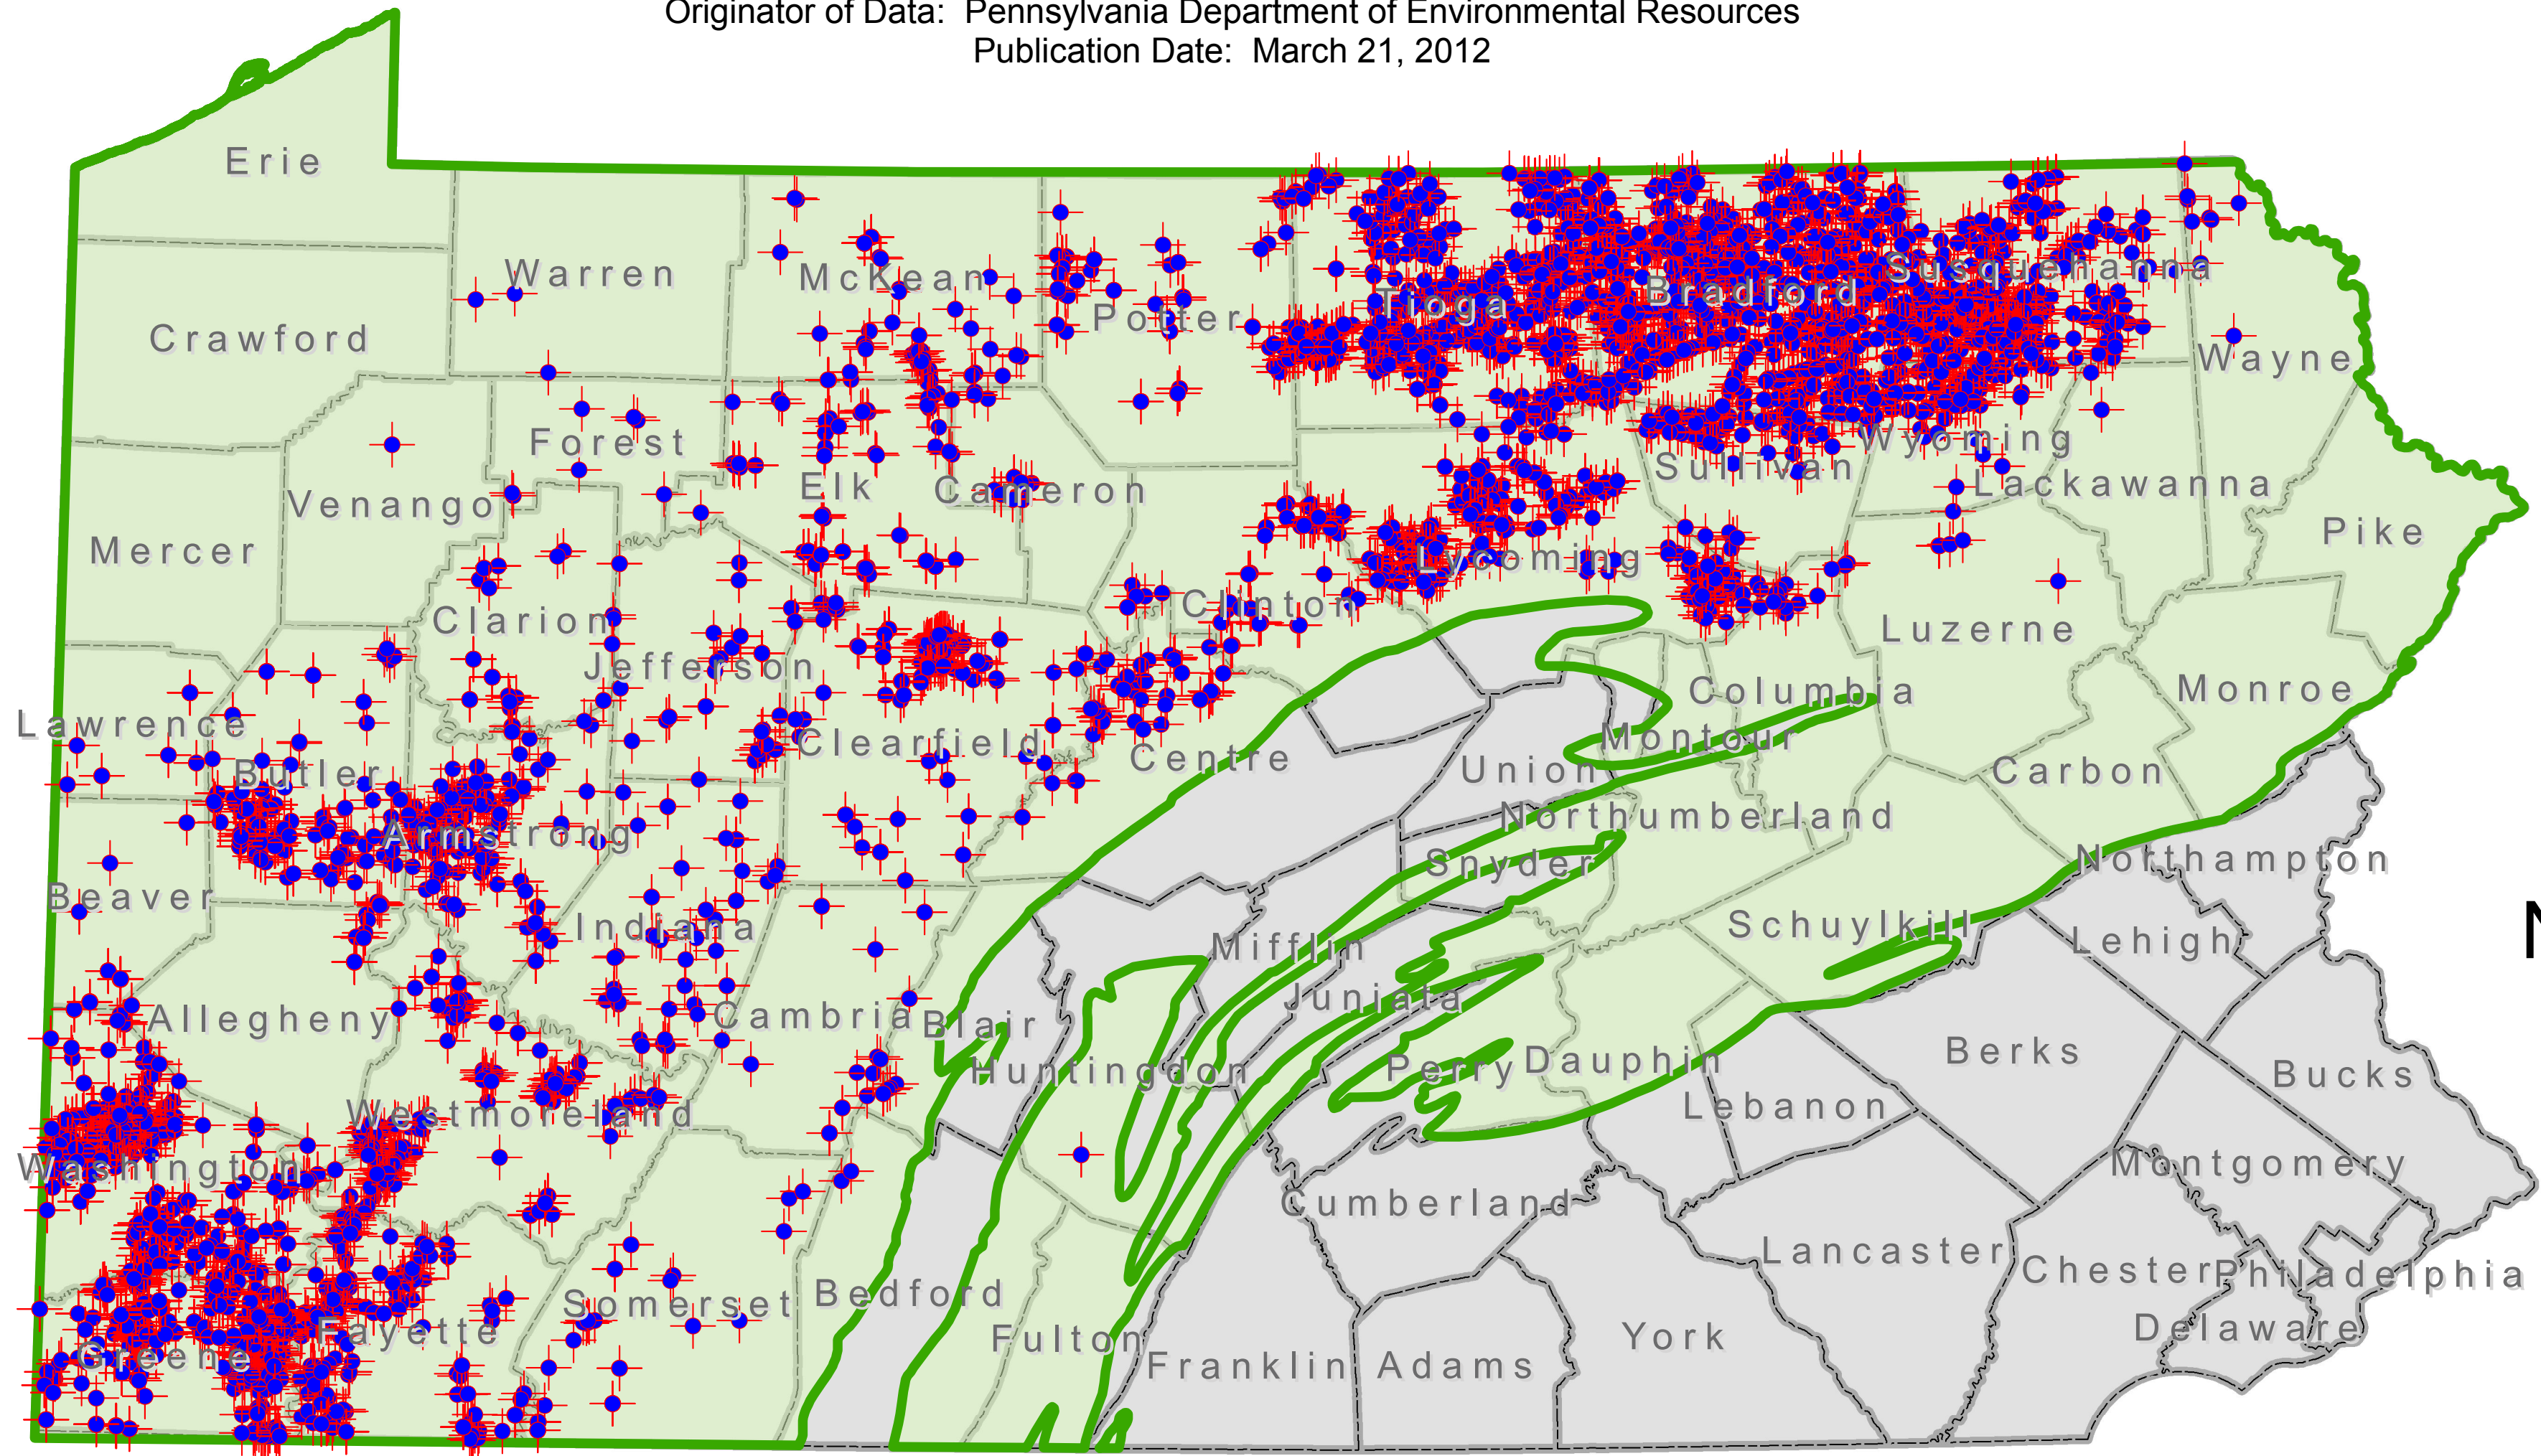 Originator of Data: Pennsylvania Department of Environmental Resources
Publication Date: March 21, 2012
Erie
Warren
McKean
Potter
Tioga
Bradford
Susquehanna
Crawford
Wayne
Forest
Venango
Elk
Cameron
Sullivan
Wyoming
Lackawanna
Pike
Mercer
Lycoming
Clinton
Clarion
Luzerne
Jefferson
Columbia
Monroe
Lawrence
Clearfield
Centre
Montour
Union
Carbon
Butler
Armstrong
Northumberland
Snyder
Northampton
Beaver
Indiana
Mifflin
Schuylkill
Lehigh
N
Allegheny
Cambria
Blair
Juniata
Huntingdon
Perry
Dauphin
Berks
Bucks
Westmoreland
Lebanon
Washington
Cumberland
Montgomery
Lancaster
Chester
Philadelphia
Somerset
Bedford
Fayette
Greene
Fulton
Franklin
Adams
York
Delaware